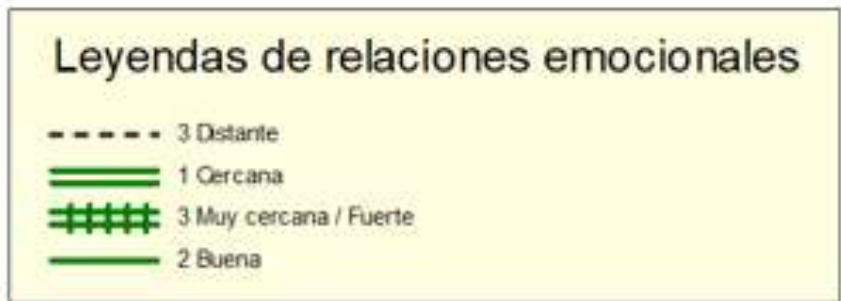 Leyendas de relaciones emocionales
3 Distante
1 Cercana
3 Muy cercana / Fuerte
2 Buena